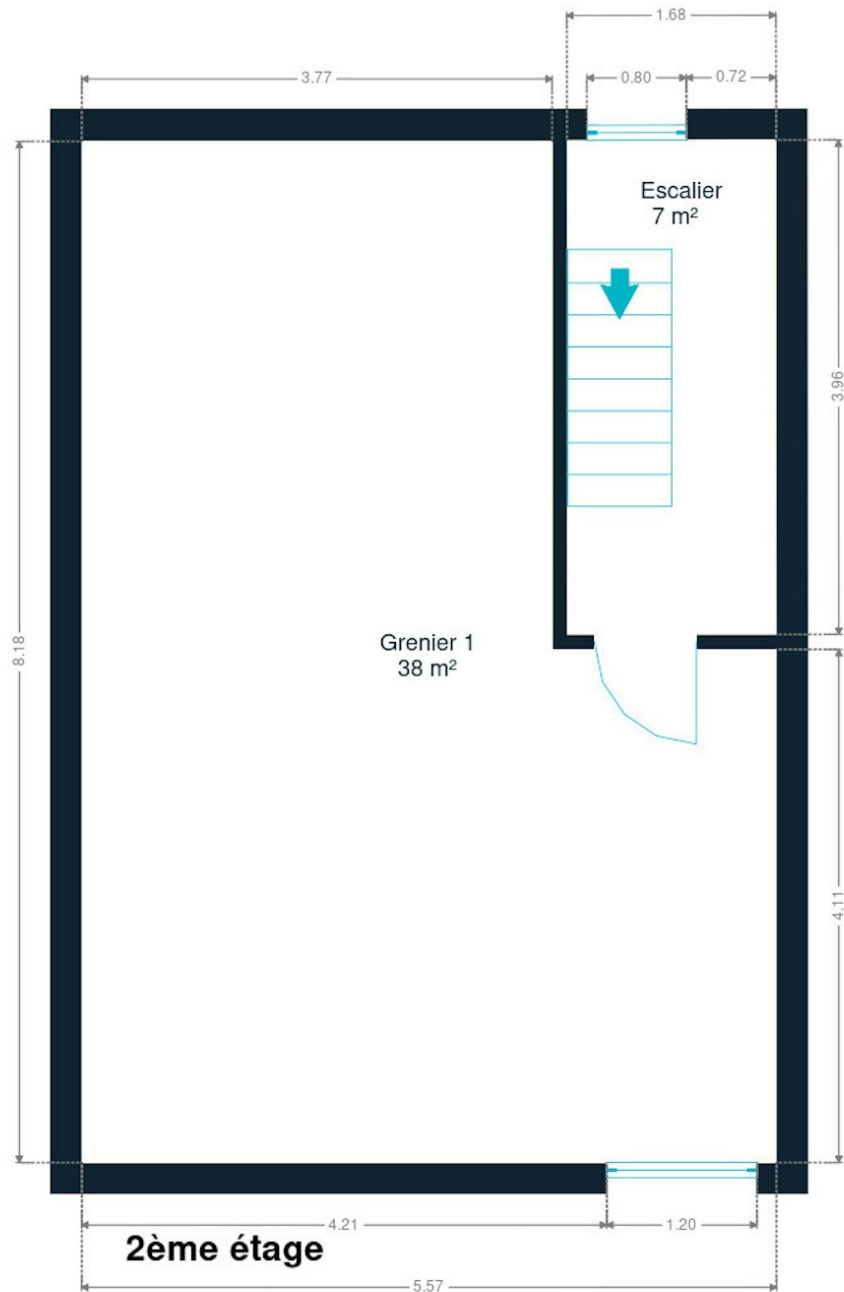 1.68
3.77
0.80
0.72
Escalier
7 m²
3.96
8.18
Grenier 1
38 m²
4.11
4.21
1.20
2ème étage
5.57